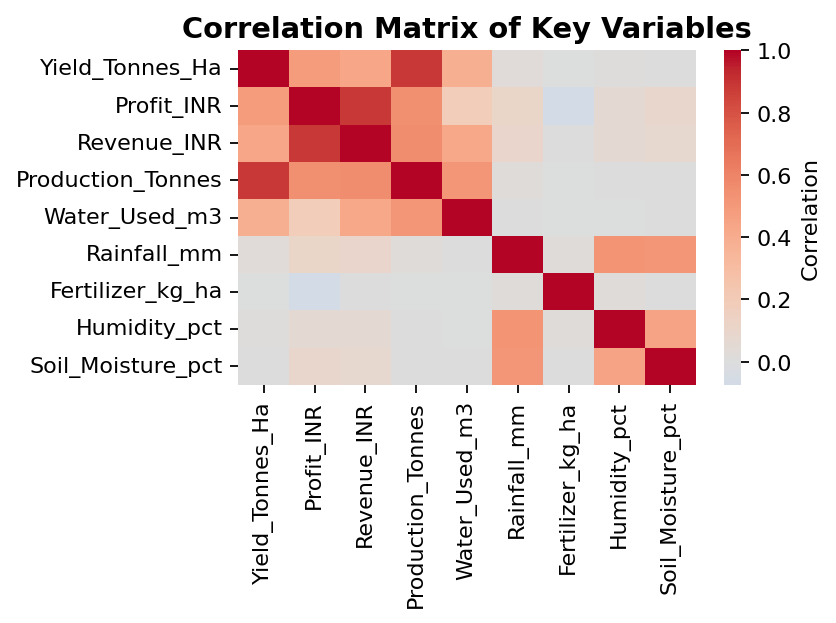 Correlation Matrix of Key Variables
Yield_Tonnes_Ha
Profit_INR
Revenue_INR
Production_Tonnes
Water_Used_m3
Rainfall_mm
Fertilizer_kg_ha
Humidity_pct
Soil_Moisture_pct
Yield_Tonnes_Ha
Profit_INR
Revenue_INR
Production_Tonnes
Water_Used_m3
Rainfall_mm
Fertilizer_kg_ha
Humidity_pct
Soil_Moisture_pct
1.0
0.8
0.6
0.4
0.2
0.0
Correlation